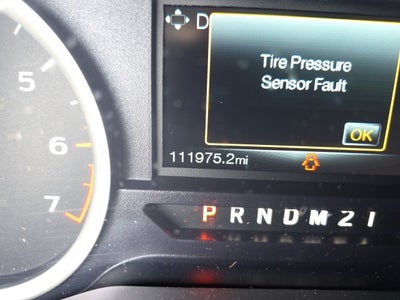 D
Tire Pressure
Sensor Fault
OK
5
6
7
111975.2mi
P R N D M 2 1